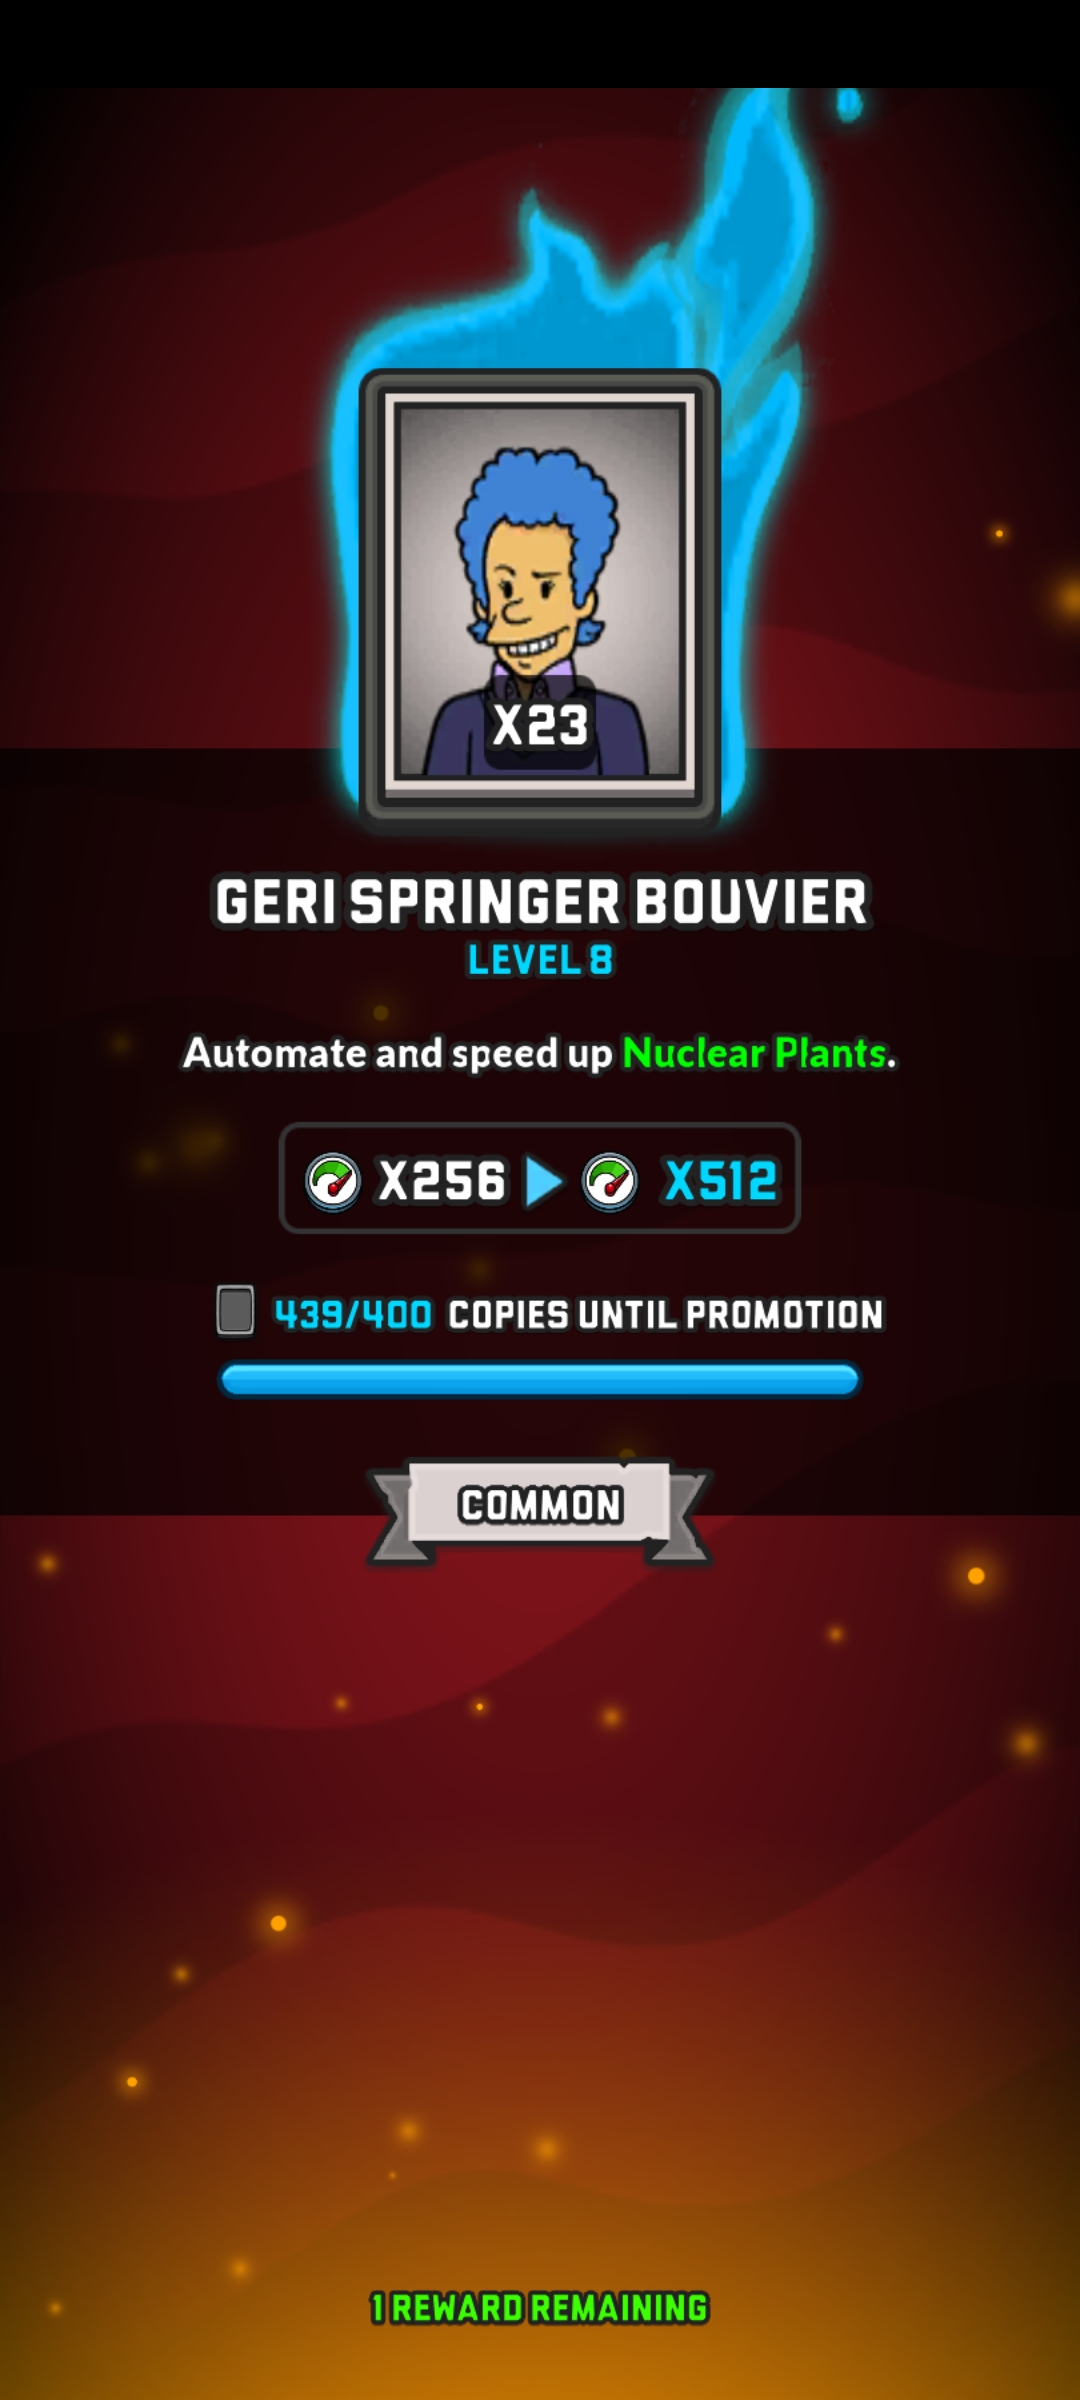 X23
GERI SPRINGER BOUVIER
LEVEL 8
Automate and speed up Nuclear Plants.
X256 X512
439/400 COPIES UNTIL PROMOTION
COMMON
1 REWARD REMAINING